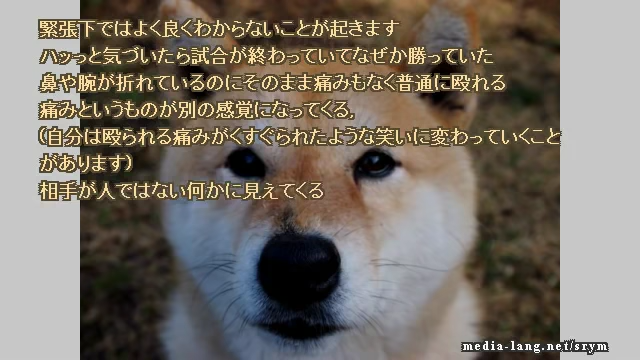 緊張下ではよく良くわからないことが起きます
ハッっと気づいたら試合が終わっていてなぜか勝っていた
鼻や腕が折れているのにそのまま痛みもなく普通に殴れる
痛みというものが別の感覚になってくる,
(自分は殴られる痛みがくすぐられたような笑いに変わっていくこと
があります)
相手が人ではない何かに見えてくる
media-lang.net/srym